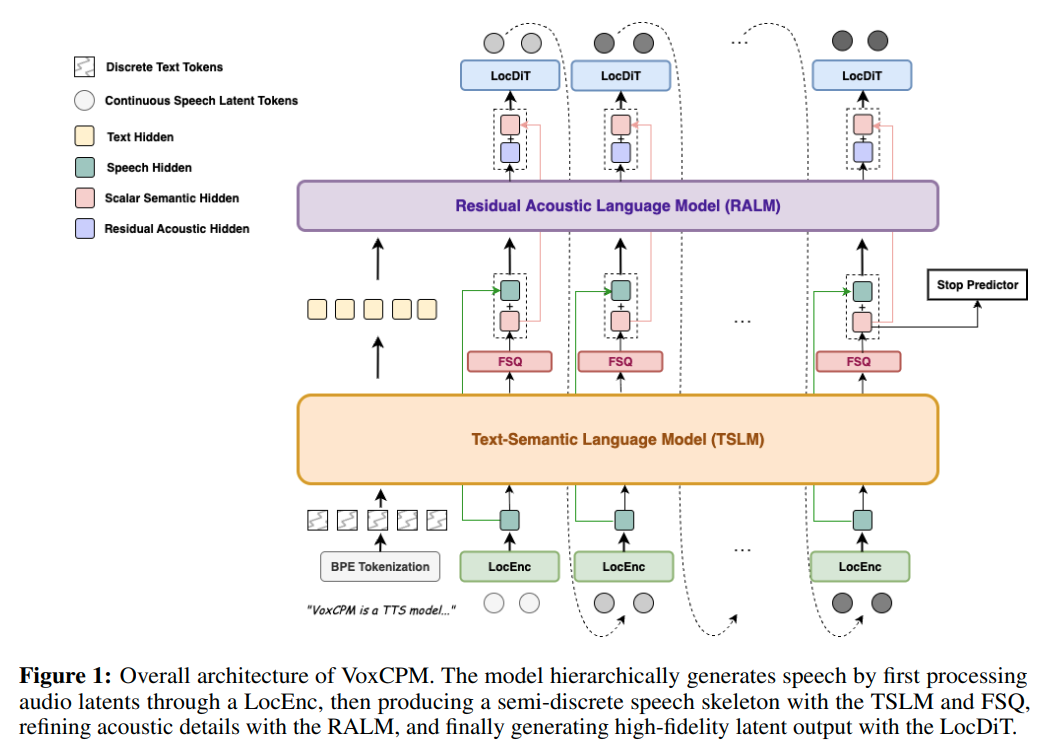 Discrete Text Tokens
Continuous Speech Latent Tokens
Text Hidden
Speech Hidden
Scalar Semantic Hidden
Residual Acoustic Hidden
LocDiT
LocDiT
...
LocDiT
+
+
+
Residual Acoustic Language Model (RALM)
+
+
...
+
Stop Predictor
FSQ
FSQ
FSQ
Text-Semantic Language Model (TSLM)
BPE Tokenization
LocEnc
LocEnc
...
LocEnc
"VoxCPM is a TTS model..."
Figure 1: Overall architecture of VoxCPM. The model hierarchically generates speech by first processing
audio latents through a LocEnc, then producing a semi-discrete speech skeleton with the TSLM and FSQ,
refining acoustic details with the RALM, and finally generating high-fidelity latent output with the LocDiT.